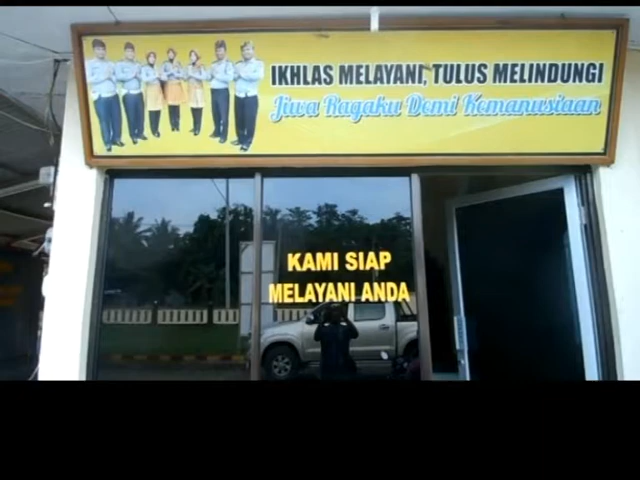 IKHLAS MELAYANI, TULUS MELINDUNGI
Jiwa Ragaku Demi Kemanusiaan
KAMI SIAP
MELAYANI ANDA